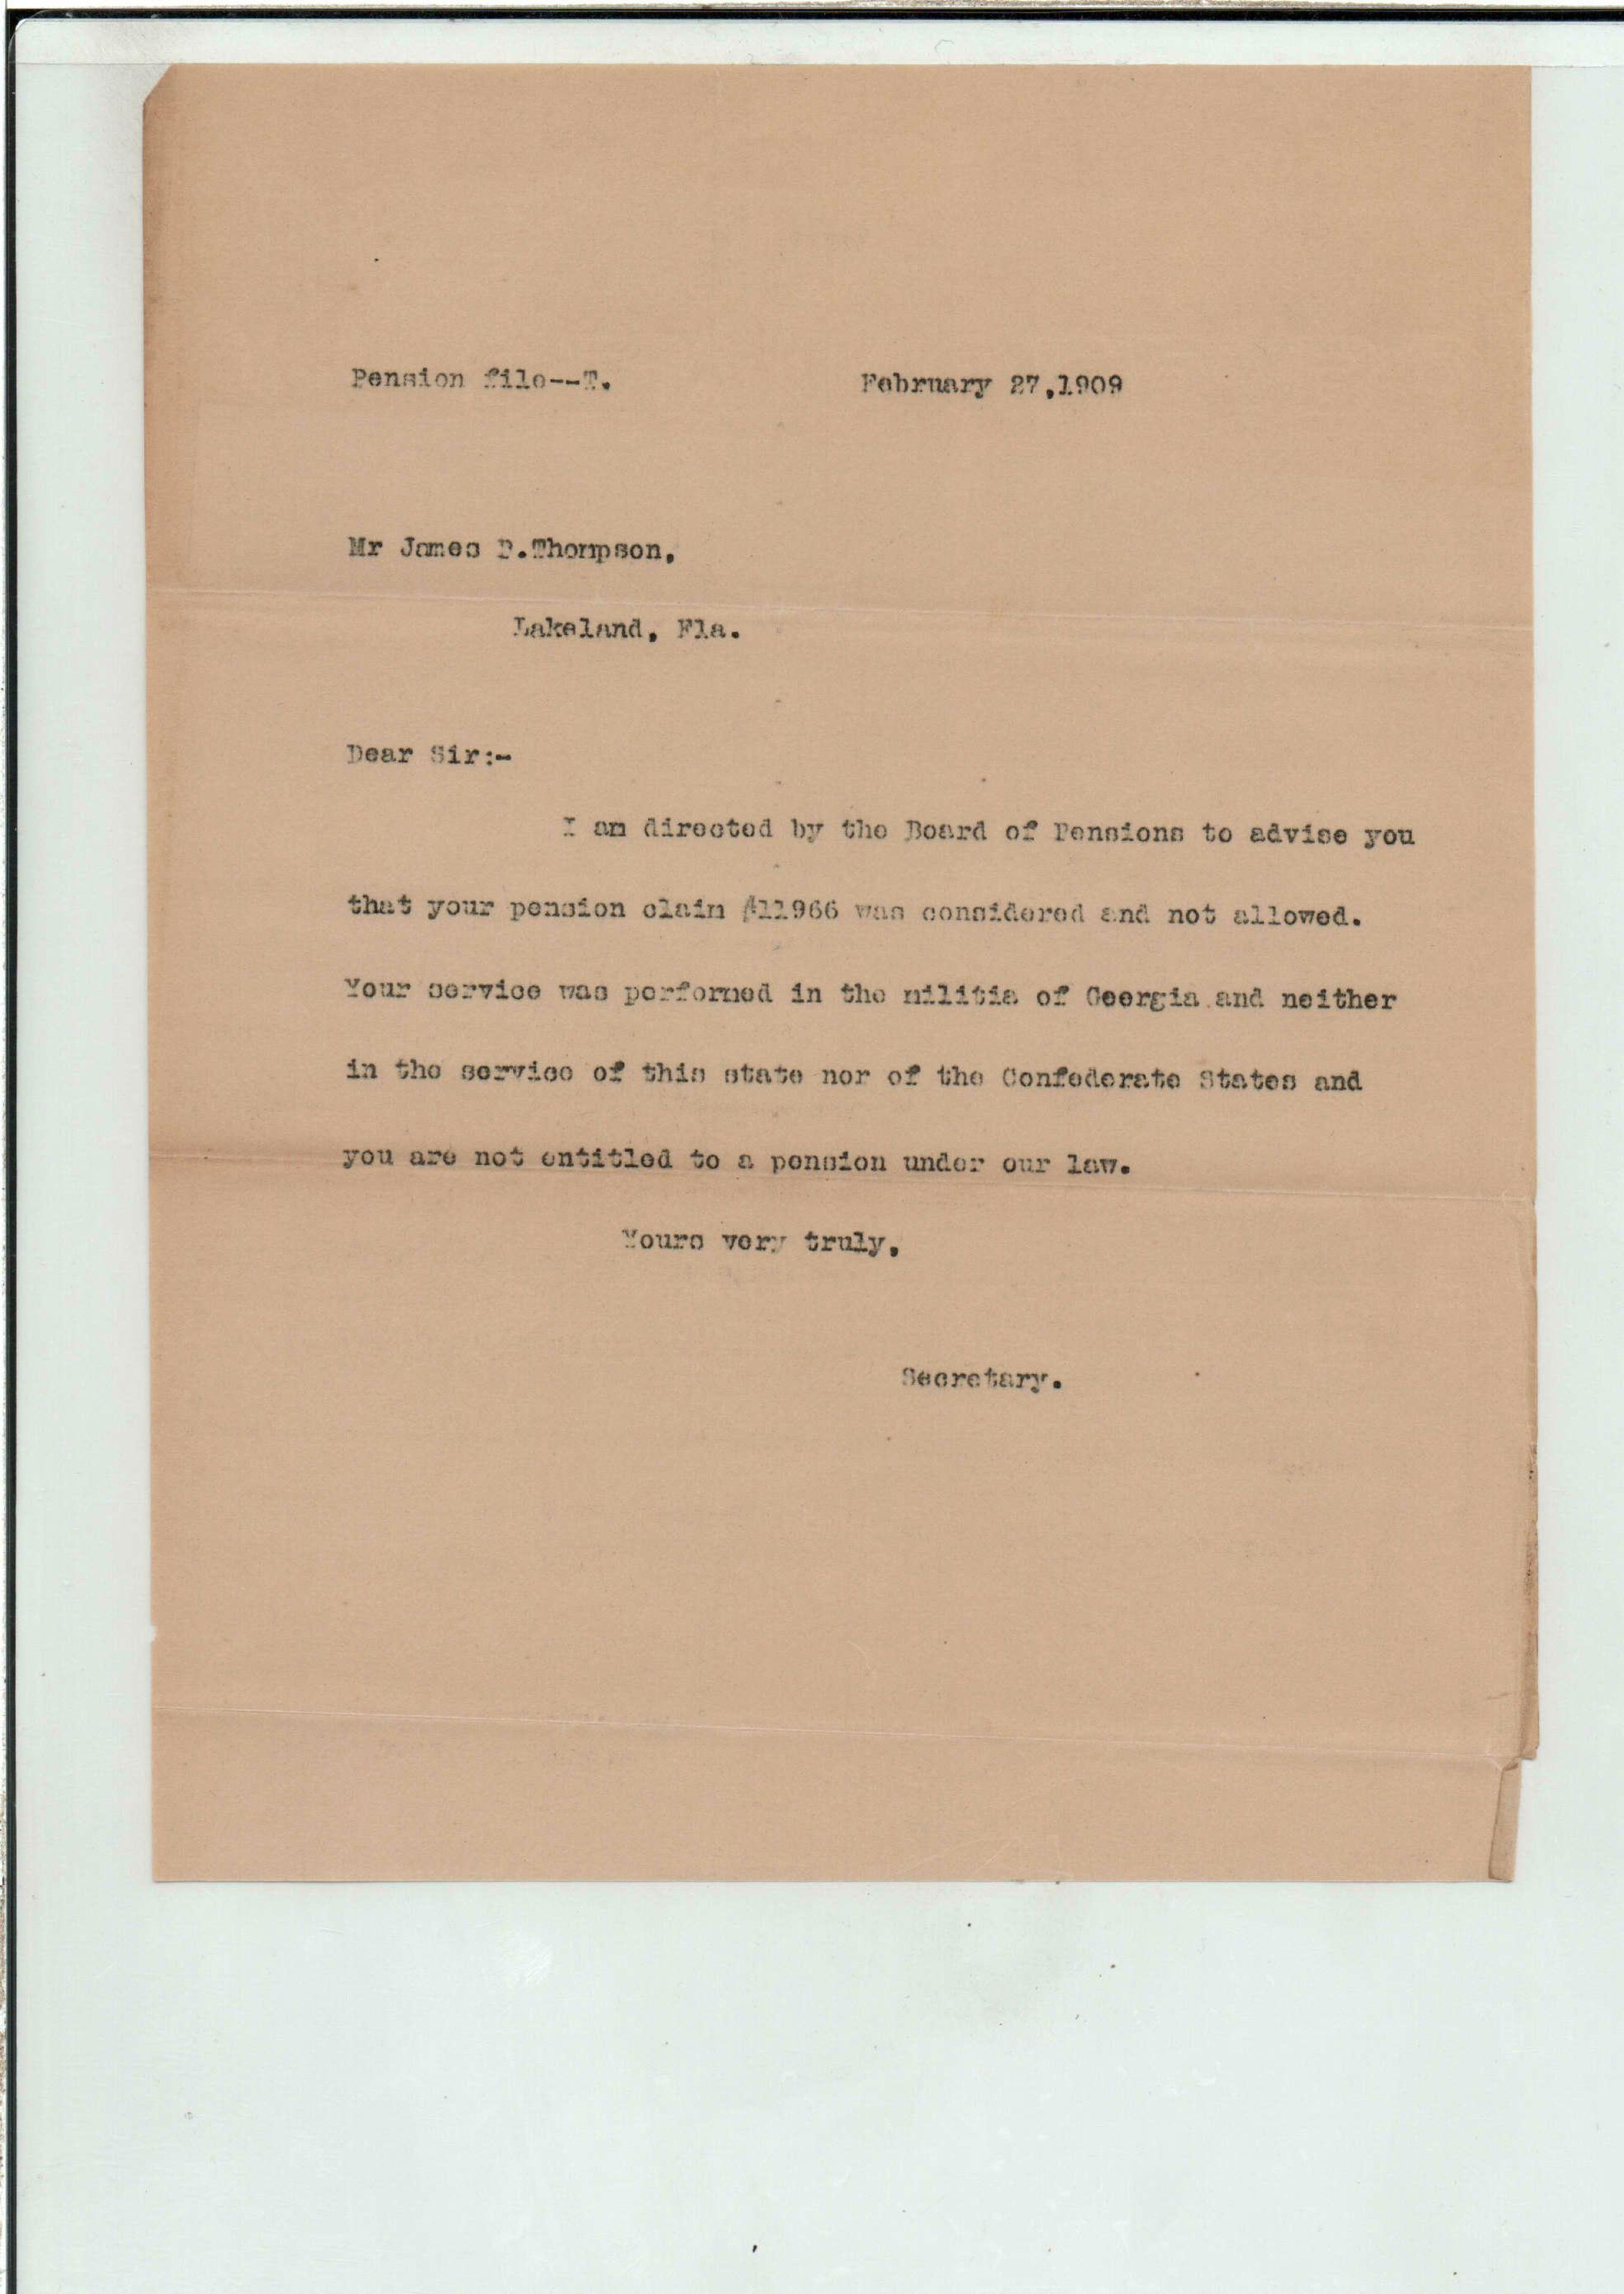 Pension file--T. February 27,1909
Mr James P.Thompson,
Lakeland, Fla.
Dear Sir:-
I am directed by the Board of Pensions to advise you
that your pension claim #11966 was considered and not allowed.
Your service was performed in the militia of Georgia and neither
in the service of this state nor of the Confederate States and
you are not entitled to a pension under our law.
Yours very truly,
Secretary.